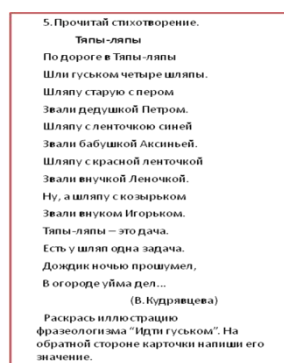 5.Прочитай стихотворение.
Тяпы-ляпы
По дороге в Тяпы-ляпы
Шли гуськом четыре шляпы.
Шляпу старую с пером
Звали дедушкой Петром.
Шляпу с ленточкою синей
Звали бабушкой Аксиньей.
Шляпу с красной ленточкой
Звали внучкой Леночкой.
Ну, а шляпу с козырьком
Звали внуком Игорьком.
Тяпы-ляпы – это дача.
Есть у шляп одна задача.
Дождик ночью прошумел,
В огороде уйма дел...
(В.Кудрявцева)
Раскрась иллюстрацию
фразеологизма "Идти гуськом". На
обратной стороне карточки напиши его
значение.